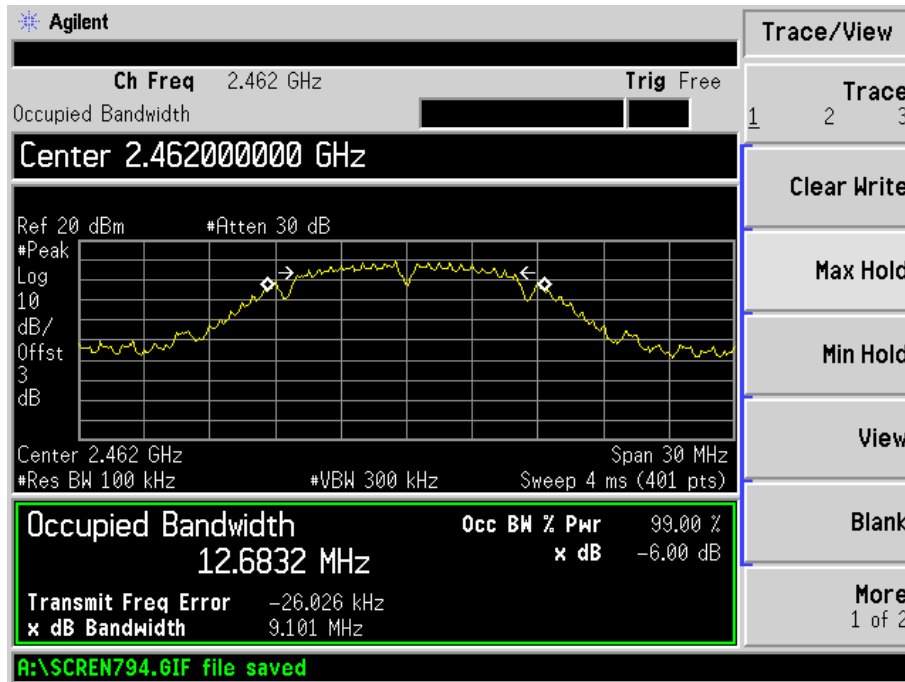 Agilent
Trace/View
Ch Freq 2.462 GHz Trig Free
Occupied Bandwidth
Trace
1 2 3
Center 2.462000000 GHz
Clear Write
Ref 20 dBm #Atten 30 dB
#Peak
Log
10
dB/
Offst
3
dB
Max Hold
Min Hold
Center 2.462 GHz Span 30 MHz
#Res BW 100 kHz #VBW 300 kHz Sweep 4 ms (401 pts)
View
Occupied Bandwidth Occ BW % Pwr 99.00 %
12.6832 MHz x dB -6.00 dB
Blank
Transmit Freq Error -26.026 kHz
x dB Bandwidth 9.101 MHz
More
1 of 2
A:\SCREN794.GIF file saved